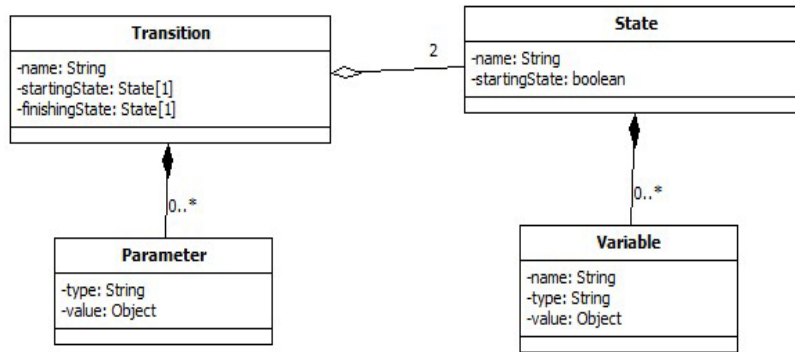 Transition
-name: String
-startingState: State[1]
-finishingState: State[1]
2
State
-name: String
-startingState: boolean
0..*
0..*
Parameter
-type: String
-value: Object
Variable
-name: String
-type: String
-value: Object